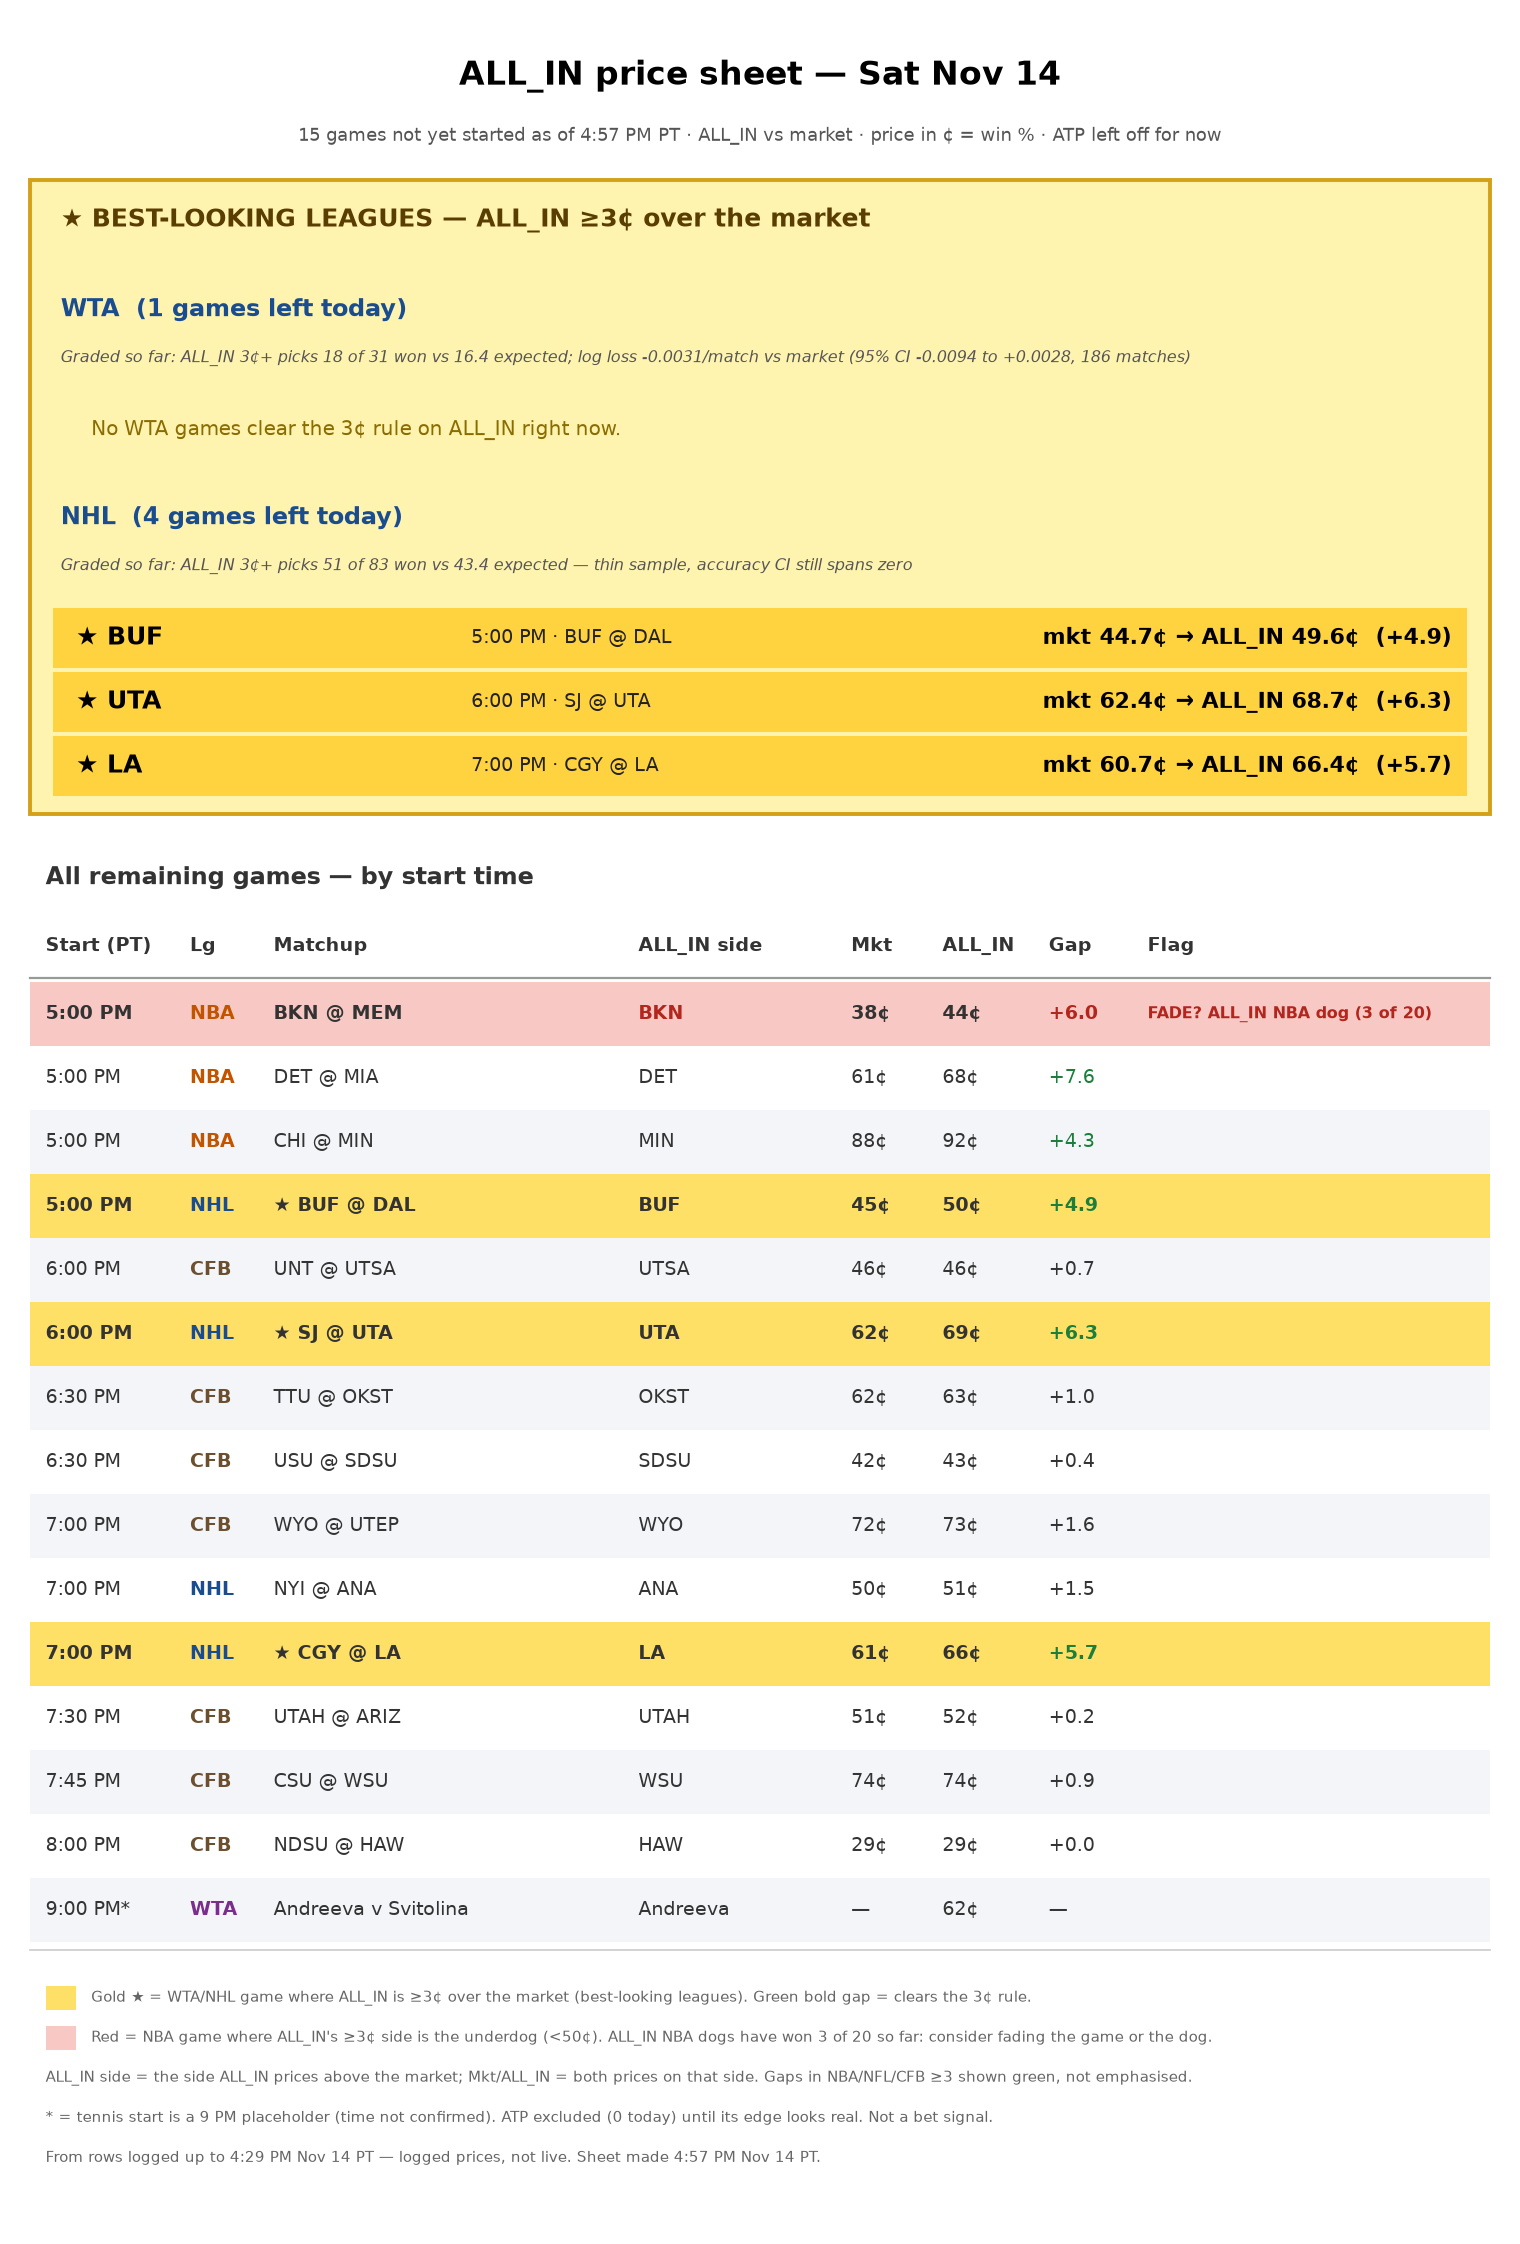 ALL_IN price sheet — Sat Nov 14
15 games not yet started as of 4:57 PM PT · ALL_IN vs market · price in ¢ = win % · ATP left off for now
★ BEST-LOOKING LEAGUES — ALL_IN ≥3¢ over the market
WTA (1 games left today)
Graded so far: ALL_IN 3¢+ picks 18 of 31 won vs 16.4 expected; log loss -0.0031/match vs market (95% CI -0.0094 to +0.0028, 186 matches)
No WTA games clear the 3¢ rule on ALL_IN right now.
NHL (4 games left today)
Graded so far: ALL_IN 3¢+ picks 51 of 83 won vs 43.4 expected — thin sample, accuracy CI still spans zero
★ BUF 5:00 PM · BUF @ DAL mkt 44.7¢ → ALL_IN 49.6¢ (+4.9)
★ UTA 6:00 PM · SJ @ UTA mkt 62.4¢ → ALL_IN 68.7¢ (+6.3)
★ LA 7:00 PM · CGY @ LA mkt 60.7¢ → ALL_IN 66.4¢ (+5.7)
All remaining games — by start time
Start (PT) Lg Matchup ALL_IN side Mkt ALL_IN Gap Flag
5:00 PM NBA BKN @ MEM BKN 38¢ 44¢ +6.0 FADE? ALL_IN NBA dog (3 of 20)
5:00 PM NBA DET @ MIA DET 61¢ 68¢ +7.6
5:00 PM NBA CHI @ MIN MIN 88¢ 92¢ +4.3
5:00 PM NHL ★ BUF @ DAL BUF 45¢ 50¢ +4.9
6:00 PM CFB UNT @ UTSA UTSA 46¢ 46¢ +0.7
6:00 PM NHL ★ SJ @ UTA UTA 62¢ 69¢ +6.3
6:30 PM CFB TTU @ OKST OKST 62¢ 63¢ +1.0
6:30 PM CFB USU @ SDSU SDSU 42¢ 43¢ +0.4
7:00 PM CFB WYO @ UTEP WYO 72¢ 73¢ +1.6
7:00 PM NHL NYI @ ANA ANA 50¢ 51¢ +1.5
7:00 PM NHL ★ CGY @ LA LA 61¢ 66¢ +5.7
7:30 PM CFB UTAH @ ARIZ UTAH 51¢ 52¢ +0.2
7:45 PM CFB CSU @ WSU WSU 74¢ 74¢ +0.9
8:00 PM CFB NDSU @ HAW HAW 29¢ 29¢ +0.0
9:00 PM* WTA Andreeva v Svitolina Andreeva — 62¢ —
Gold ★ = WTA/NHL game where ALL_IN is ≥3¢ over the market (best-looking leagues). Green bold gap = clears the 3¢ rule.
Red = NBA game where ALL_IN's ≥3¢ side is the underdog (<50¢). ALL_IN NBA dogs have won 3 of 20 so far: consider fading the game or the dog.
ALL_IN side = the side ALL_IN prices above the market; Mkt/ALL_IN = both prices on that side. Gaps in NBA/NFL/CFB ≥3 shown green, not emphasised.
* = tennis start is a 9 PM placeholder (time not confirmed). ATP excluded (0 today) until its edge looks real. Not a bet signal.
From rows logged up to 4:29 PM Nov 14 PT — logged prices, not live. Sheet made 4:57 PM Nov 14 PT.